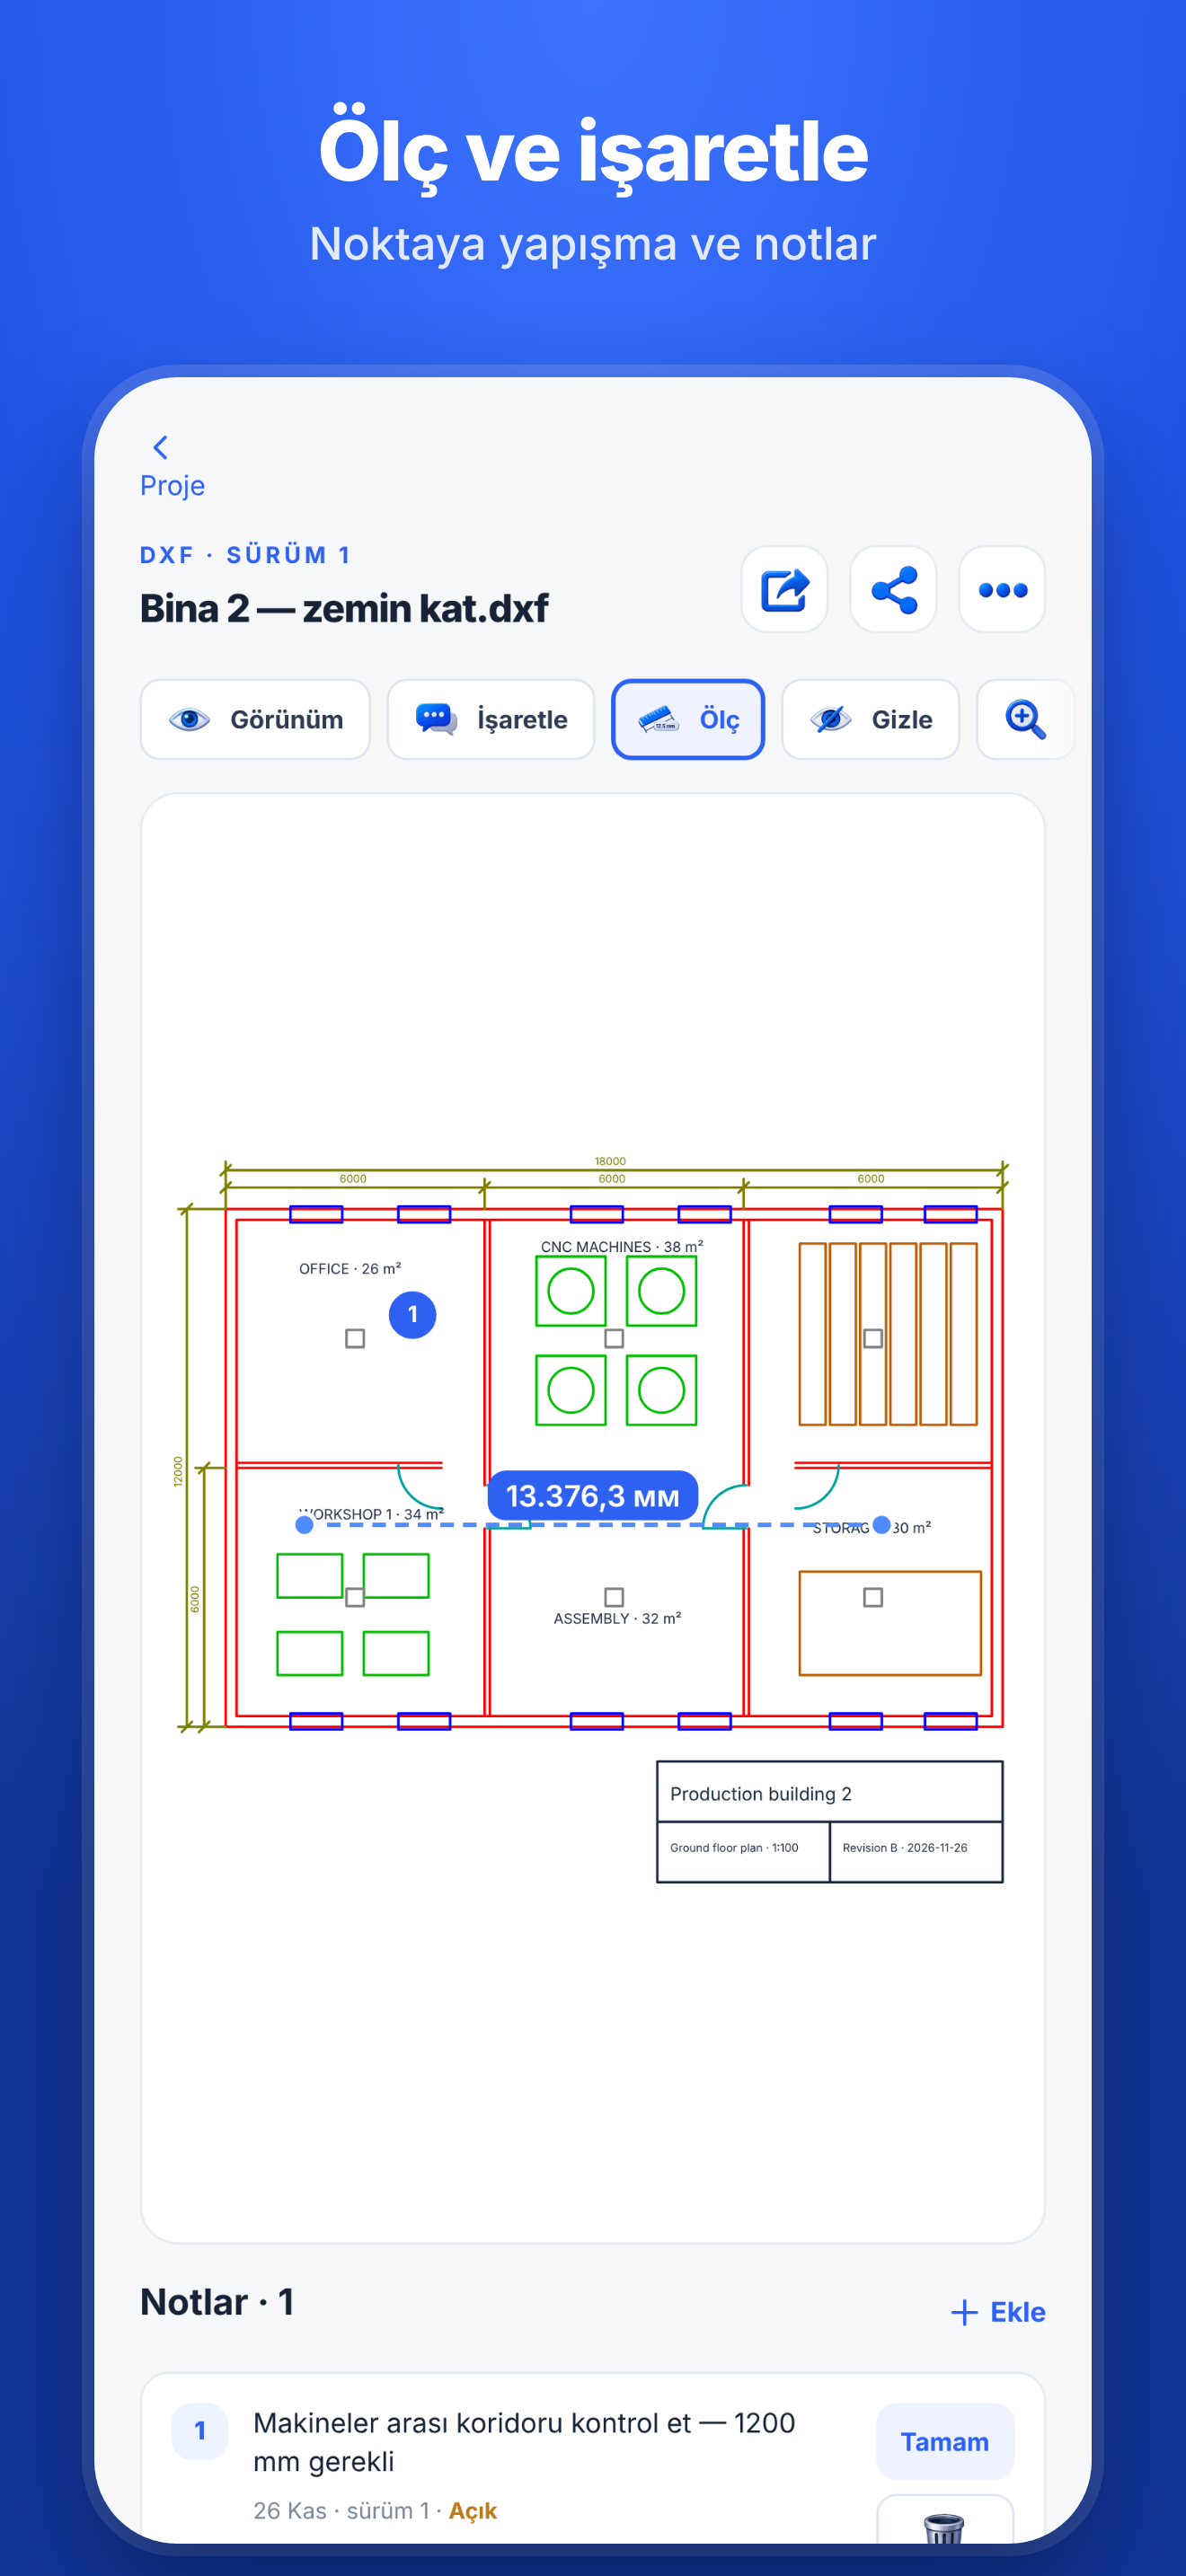 Ölç ve işaretle
Noktaya yapışma ve notlar
Proje
DXF · SÜRÜM 1
Bina 2 — zemin kat.dxf
Görünüm
İşaretle
Ölç
Gizle
18000
6000
6000
6000
CNC MACHINES · 38 m²
OFFICE · 26 m²
1
12000
13.376,3 мм
WORKSHOP 1 · 34 m²
STORAG 30 m²
6000
ASSEMBLY · 32 m²
Production building 2
Ground floor plan · 1:100
Revision B · 2026-11-26
Notlar · 1
Ekle
1
Makineler arası koridoru kontrol et — 1200
mm gerekli
Tamam
26 Kas · sürüm 1 · Açık